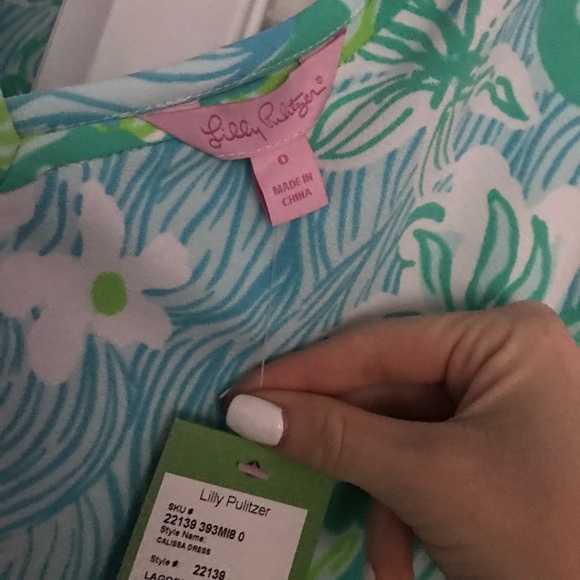 Lilly Pulitzer®
0
MADE IN
CHINA
Lilly Pulitzer
SKU #
22139 393MI8 0
Style Name:
CALISSA DRESS
Style #: 22139